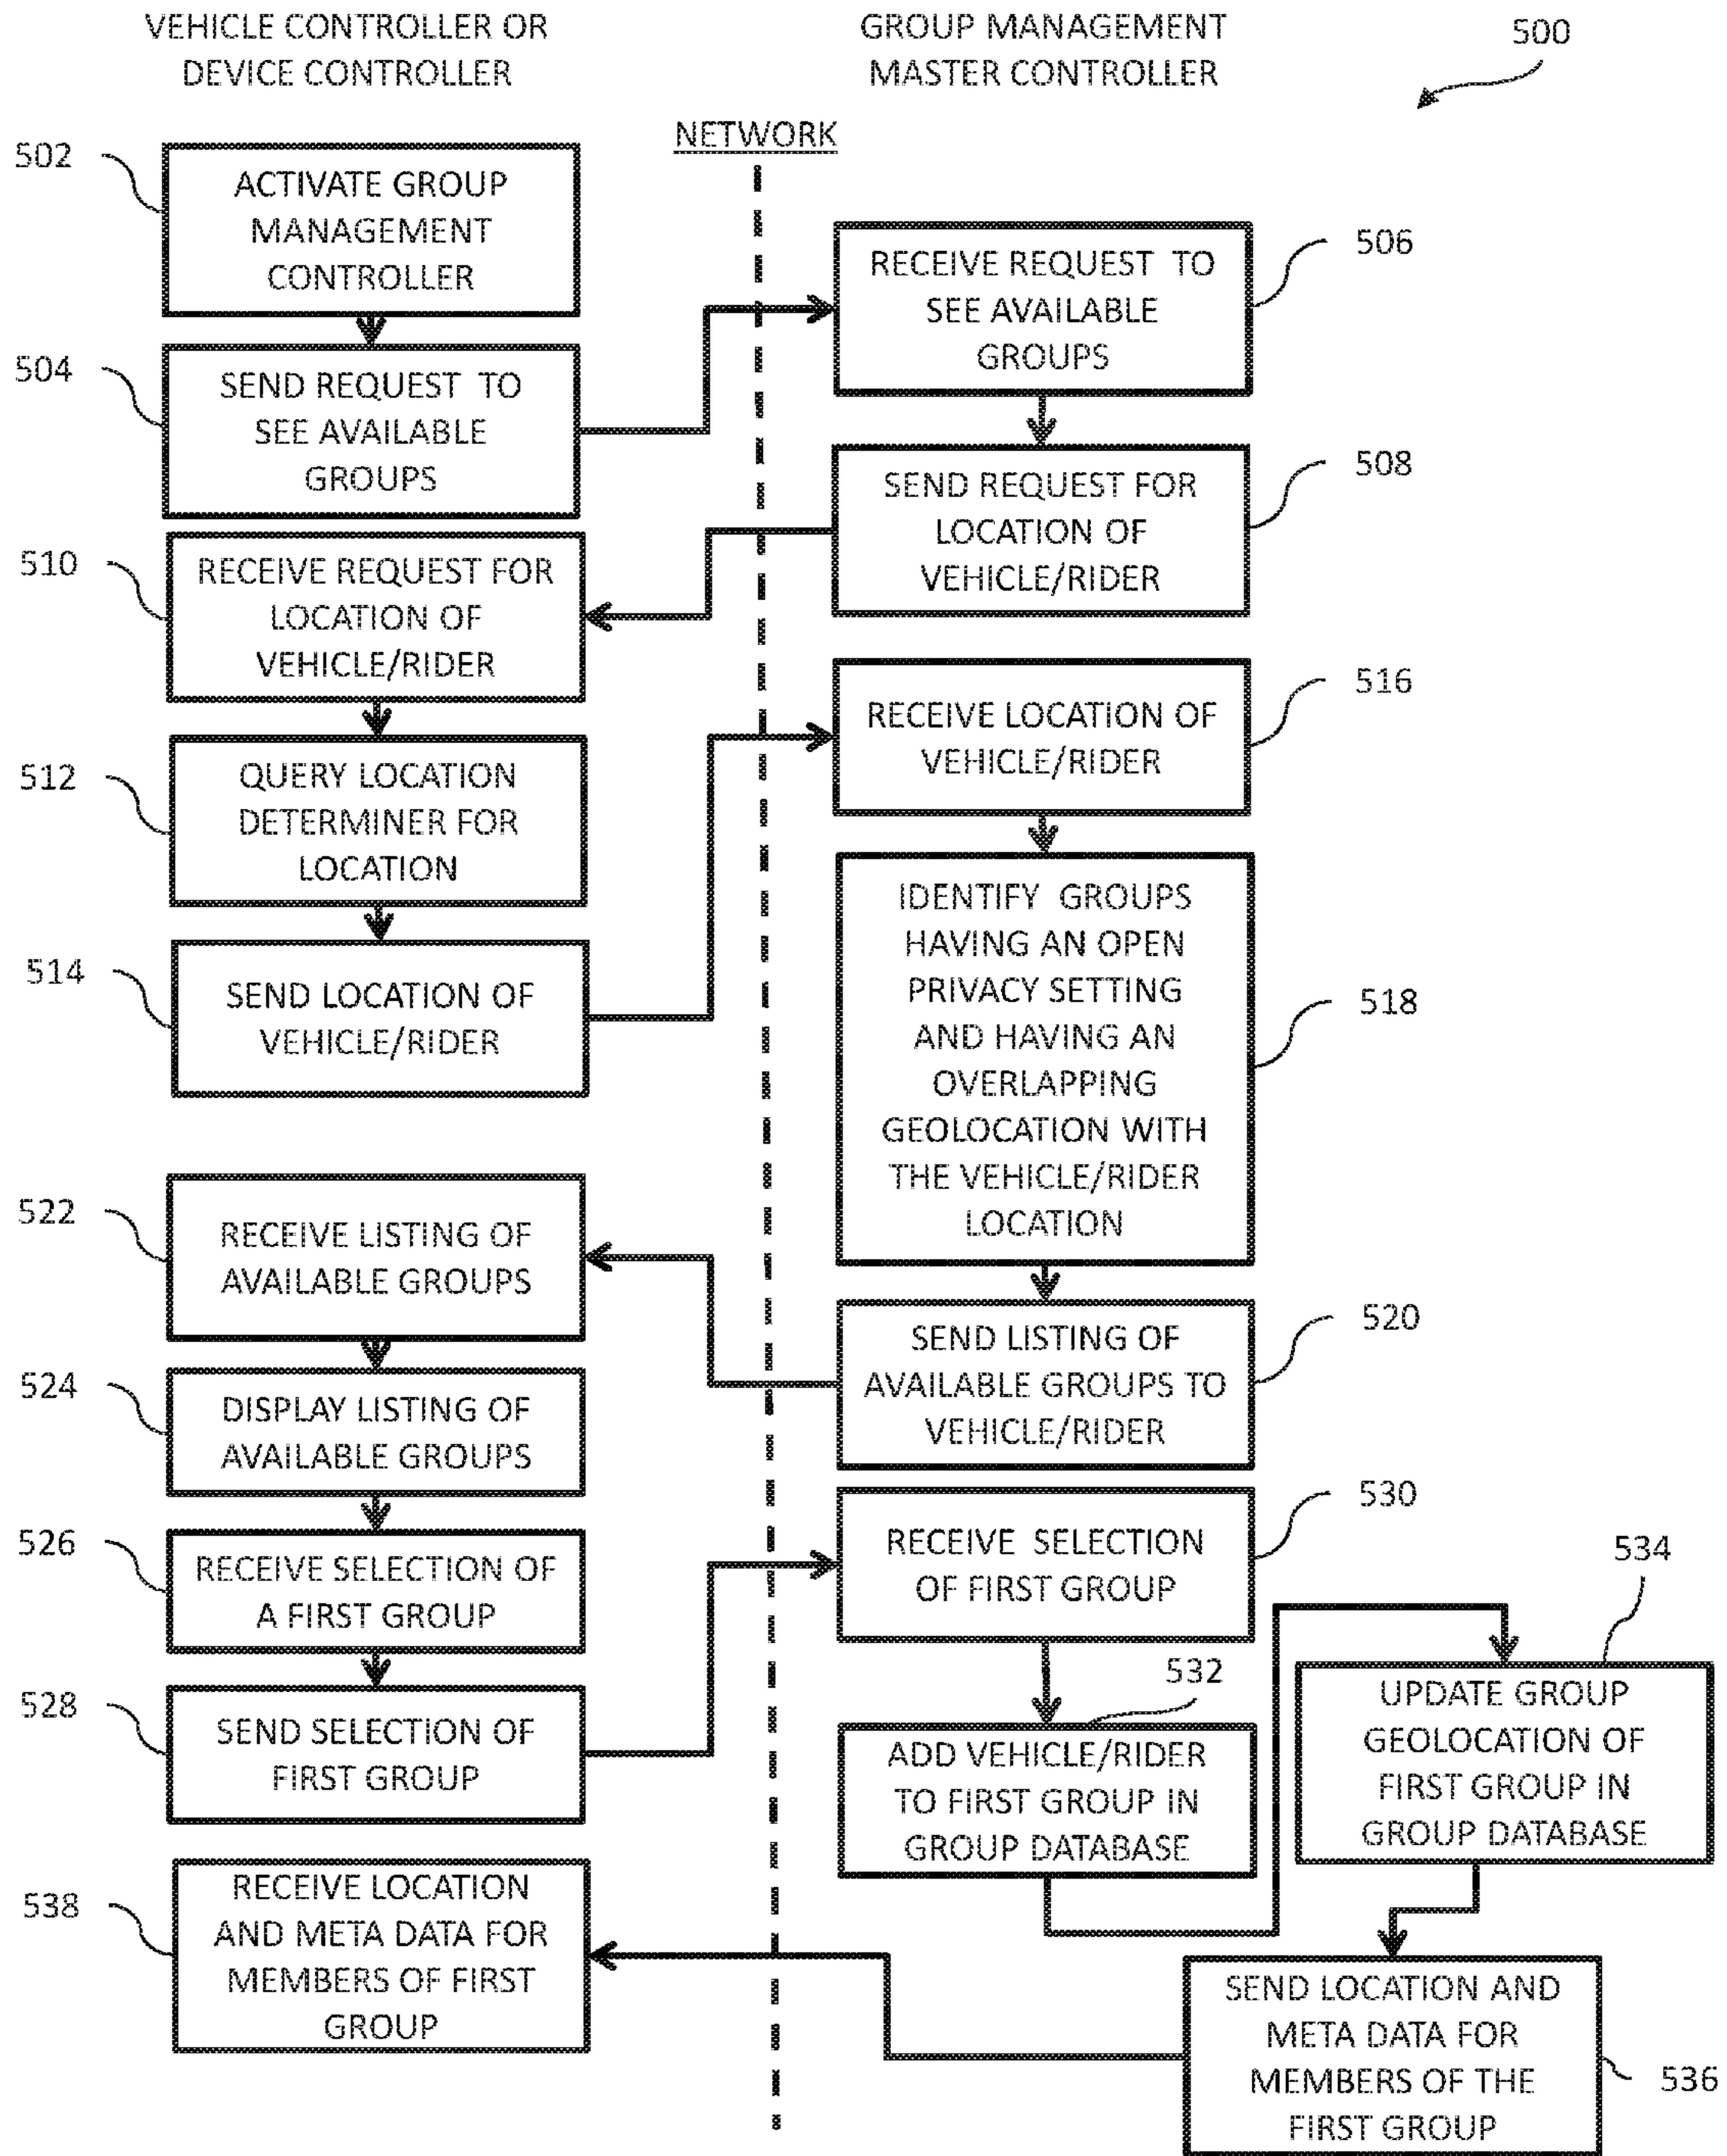 VEHICLE CONTROLLER OR
DEVICE CONTROLLER
GROUP MANAGEMENT
MASTER CONTROLLER
500
NETWORK
502
ACTIVATE GROUP
MANAGEMENT
CONTROLLER
504
SEND REQUEST TO
SEE AVAILABLE
GROUPS
506
RECEIVE REQUEST TO
SEE AVAILABLE
GROUPS
508
SEND REQUEST FOR
LOCATION OF
VEHICLE/RIDER
510
RECEIVE REQUEST FOR
LOCATION OF
VEHICLE/RIDER
512
QUERY LOCATION
DETERMINER FOR
LOCATION
514
SEND LOCATION OF
VEHICLE/RIDER
516
RECEIVE LOCATION OF
VEHICLE/RIDER
518
IDENTIFY GROUPS
HAVING AN OPEN
PRIVACY SETTING
AND HAVING AN
OVERLAPPING
GEOLOCATION WITH
THE VEHICLE/RIDER
LOCATION
520
SEND LISTING OF
AVAILABLE GROUPS TO
VEHICLE/RIDER
522
RECEIVE LISTING OF
AVAILABLE GROUPS
524
DISPLAY LISTING OF
AVAILABLE GROUPS
526
RECEIVE SELECTION OF
A FIRST GROUP
528
SEND SELECTION OF
FIRST GROUP
530
RECEIVE SELECTION
OF FIRST GROUP
532
ADD VEHICLE/RIDER
TO FIRST GROUP IN
GROUP DATABASE
534
UPDATE GROUP
GEOLOCATION OF
FIRST GROUP IN
GROUP DATABASE
536
SEND LOCATION AND
META DATA FOR
MEMBERS OF THE
FIRST GROUP
538
RECEIVE LOCATION
AND META DATA FOR
MEMBERS OF FIRST
GROUP